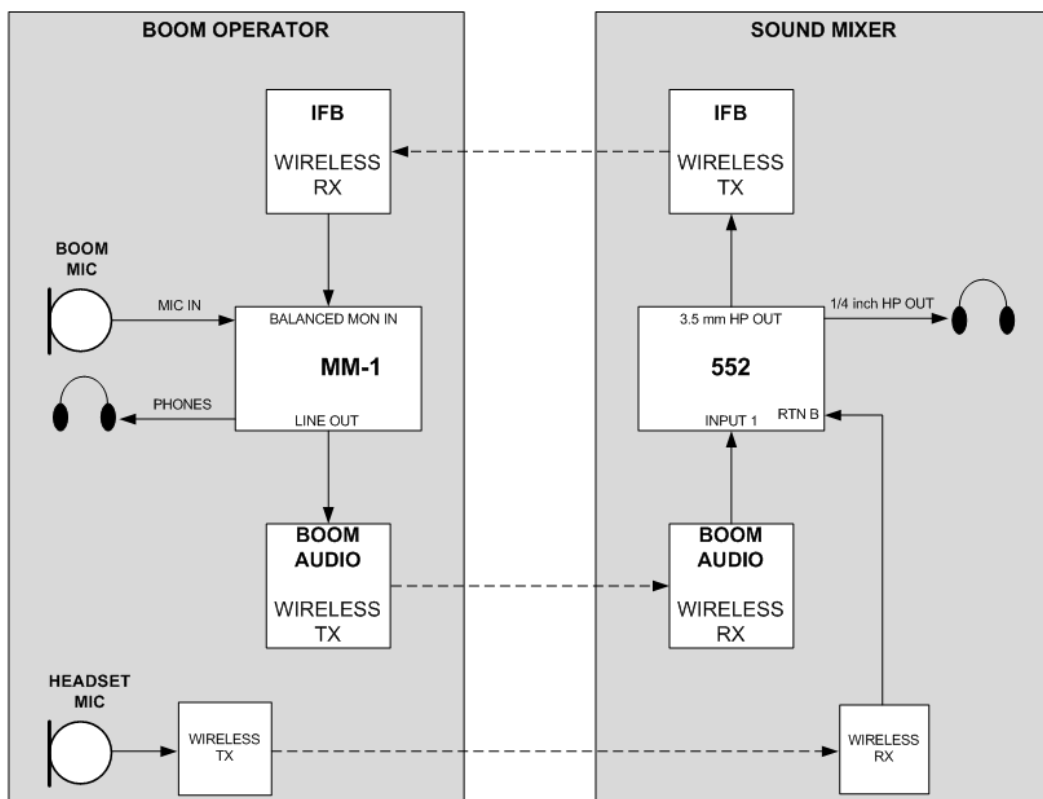 BOOM OPERATOR
IFB
WIRELESS
RX
BOOM
MIC
MIC IN
BALANCED MON IN
MM-1
PHONES
LINE OUT
BOOM
AUDIO
WIRELESS
TX
HEADSET
MIC
WIRELESS
TX
SOUND MIXER
IFB
WIRELESS
TX
1/4 inch HP OUT
3.5 mm HP OUT
552
RTN B
INPUT 1
BOOM
AUDIO
WIRELESS
RX
WIRELESS
RX